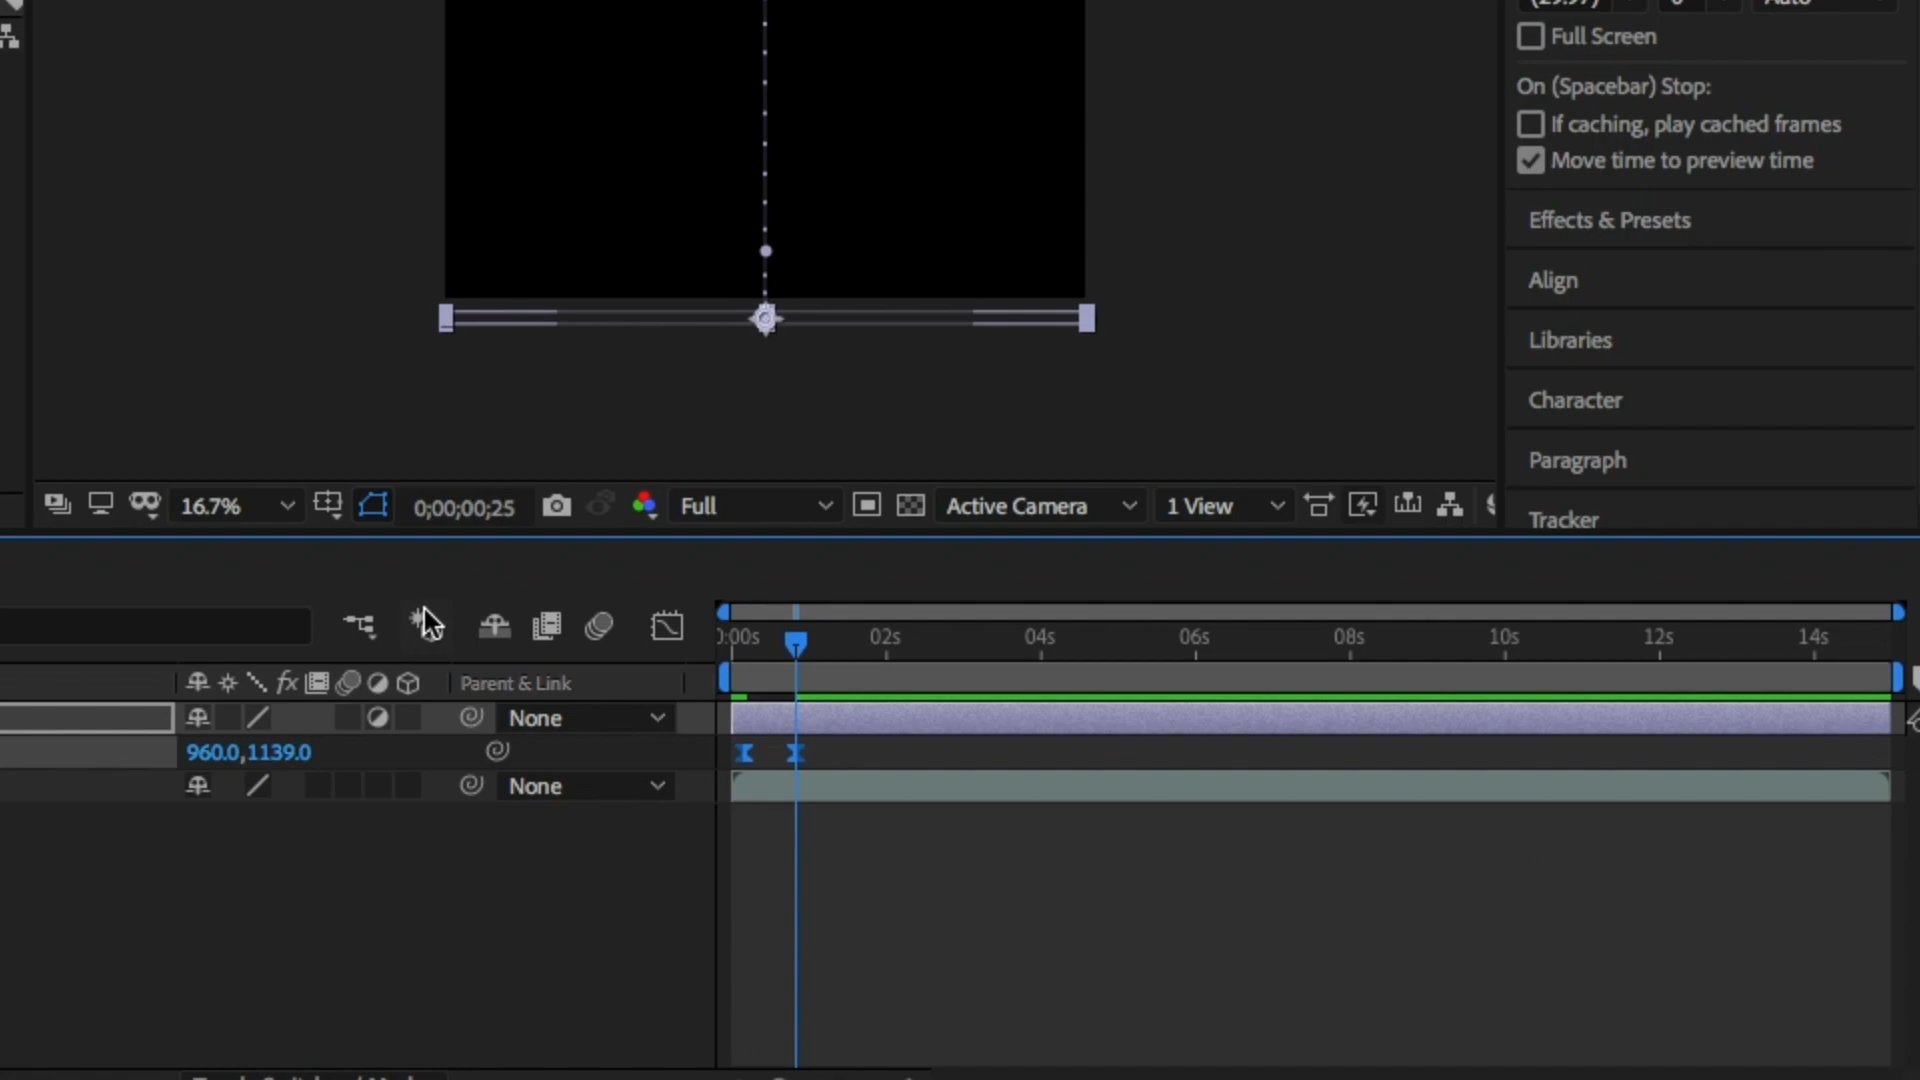 Full Screen
On (Spacebar) Stop:
If caching, play cached frames
Move time to preview time
Effects & Presets
Align
Libraries
Character
Paragraph
Tracker
16.7%
0;00;00;25
Full
Active Camera
1 View
0:00s 02s 04s 06s 08s 10s 12s 14s
fx
Parent & Link
None
960.0,1139.0
None